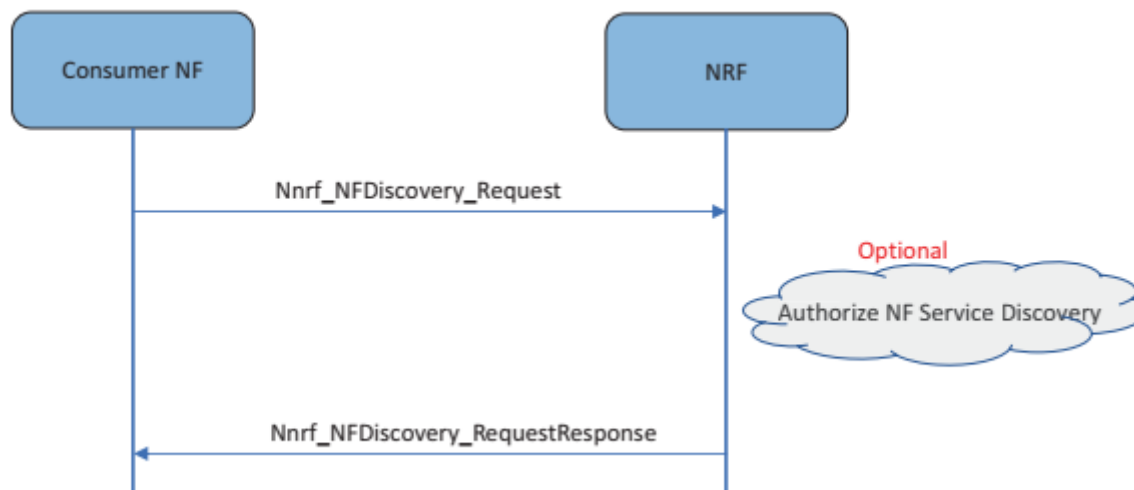 Consumer NF
NRF
Nnrf_NFDiscovery_Request
Optional
Authorize NF Service Discovery
Nnrf_NFDiscovery_RequestResponse